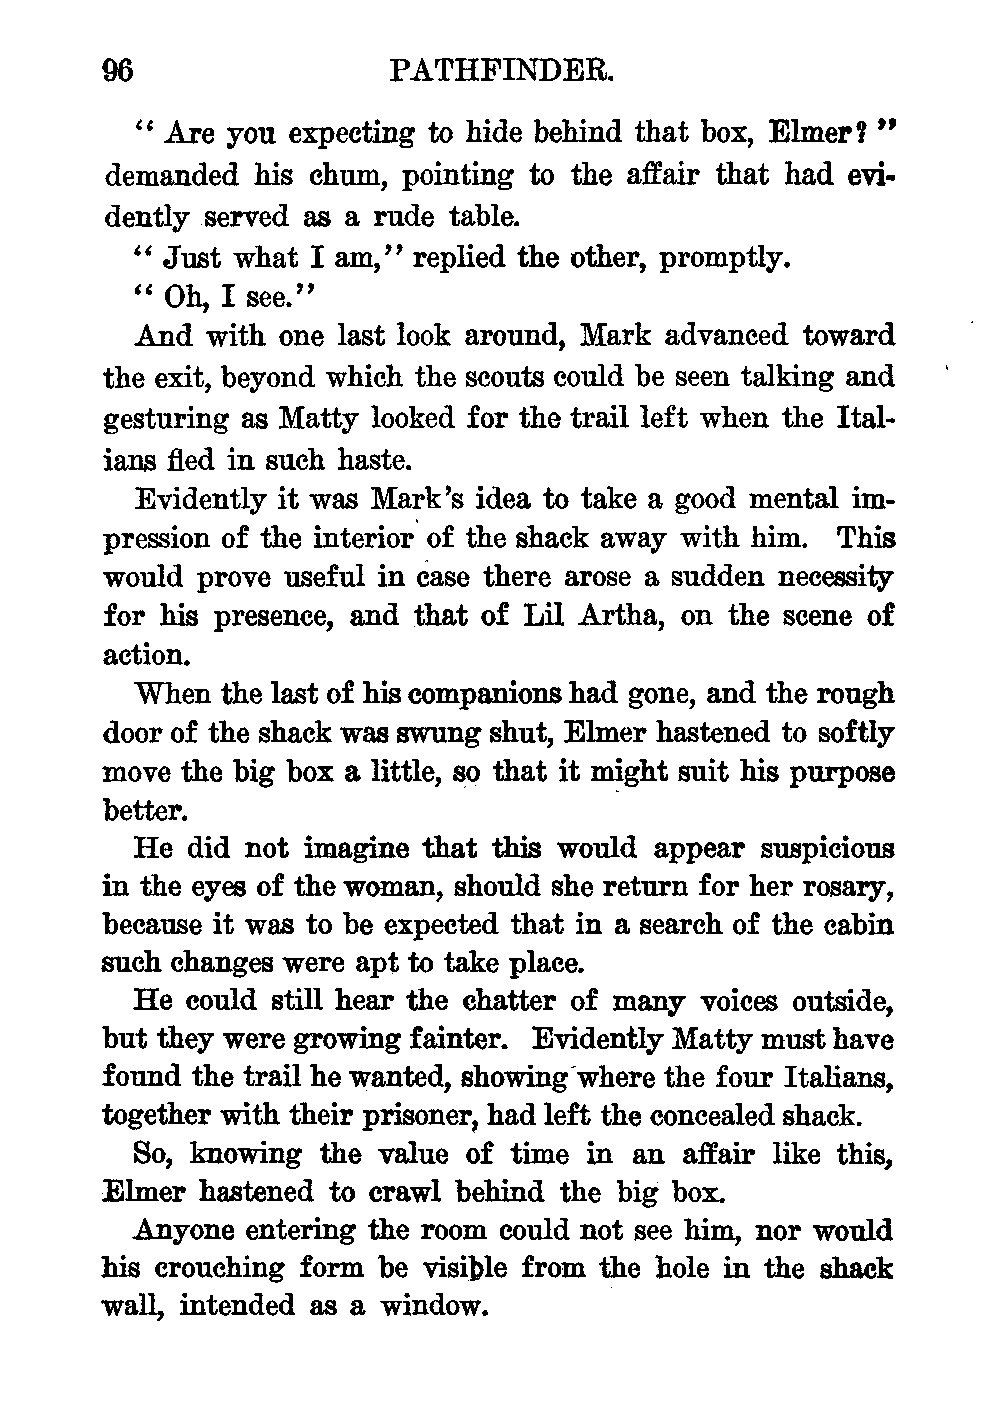 96 PATHFINDER.
“ Are you expecting to hide behind that box, Elmer? ”
demanded his chum, pointing to the affair that had evi-
dently served as a rude table.
“ Just what I am,” replied the other, promptly.
“ Oh, I see.”
And with one last look around, Mark advanced toward
the exit, beyond which the scouts could be seen talking and
gesturing as Matty looked for the trail left when the Ital-
ians fled in such haste.
Evidently it was Mark’s idea to take a good mental im-
pression of the interior of the shack away with him. This
would prove useful in case there arose a sudden necessity
for his presence, and that of Lil Artha, on the scene of
action.
When the last of his companions had gone, and the rough
door of the shack was swung shut, Elmer hastened to softly
move the big box a little, so that it might suit his purpose
better.
He did not imagine that this would appear suspicious
in the eyes of the woman, should she return for her rosary,
because it was to be expected that in a search of the cabin
such changes were apt to take place.
He could still hear the chatter of many voices outside,
but they were growing fainter. Evidently Matty must have
found the trail he wanted, showing where the four Italians,
together with their prisoner, had left the concealed shack.
So, knowing the value of time in an affair like this,
Elmer hastened to crawl behind the big box.
Anyone entering the room could not see him, nor would
his crouching form be visible from the hole in the shack
wall, intended as a window.